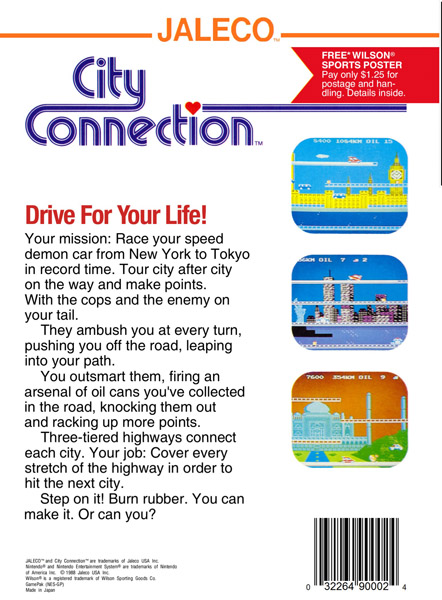 JALECO™
FREE* WILSON®
SPORTS POSTER
Pay only $1.25 for
postage and han-
dling. Details inside.
City
Connection™
5400 1064KM OIL 15
Drive For Your Life!
Your mission: Race your speed
demon car from New York to Tokyo
in record time. Tour city after city
on the way and make points.
With the cops and the enemy on
your tail.
They ambush you at every turn,
pushing you off the road, leaping
into your path.
You outsmart them, firing an
arsenal of oil cans you've collected
in the road, knocking them out
and racking up more points.
Three-tiered highways connect
each city. Your job: Cover every
stretch of the highway in order to
hit the next city.
Step on it! Burn rubber. You can
make it. Or can you?
KM OIL 7 2
7600 354KM OIL 9
JALECO™ and City Connection™ are trademarks of Jaleco USA Inc.
Nintendo® and Nintendo Entertainment System® are trademarks of Nintendo
of America Inc. © 1988 Jaleco USA Inc.
Wilson® is a registered trademark of Wilson Sporting Goods Co.
GamePak (NES-GP)
Made in Japan
0 32264 90002 4